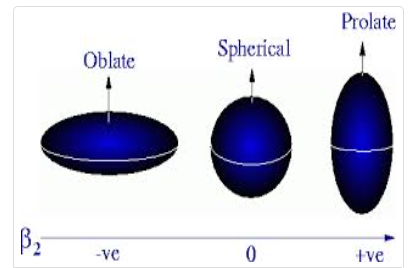 Oblate
Spherical
Prolate
β2
-ve
0
+ve